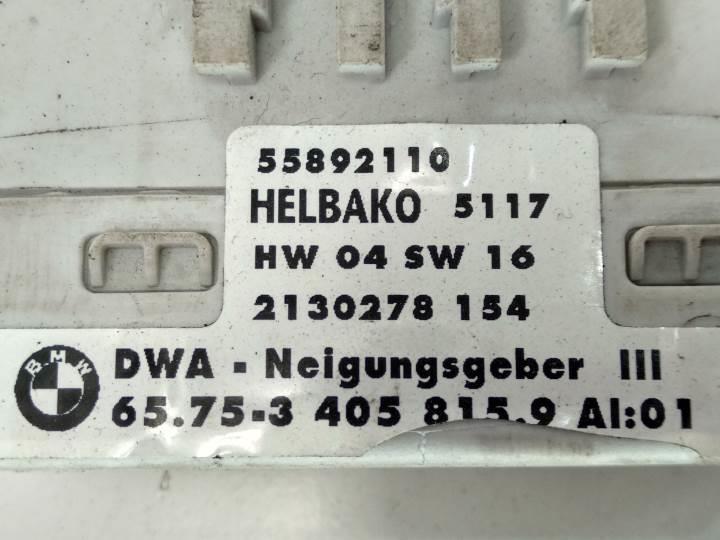 55892110
HELBAKO 5117
HW 04 SW 16
2130278 154
BMW DWA - Neigungsgeber III
65.75-3 405 815.9 AI:01